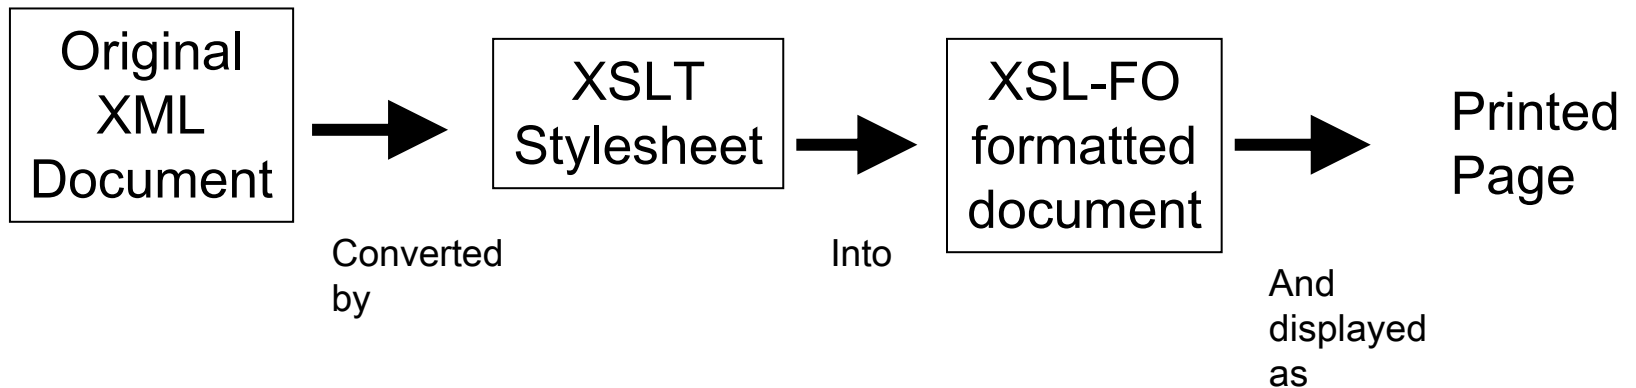 Original
XML
Document
Converted
by
XSLT
Stylesheet
Into
XSL-FO
formatted
document
And
displayed
as
Printed
Page